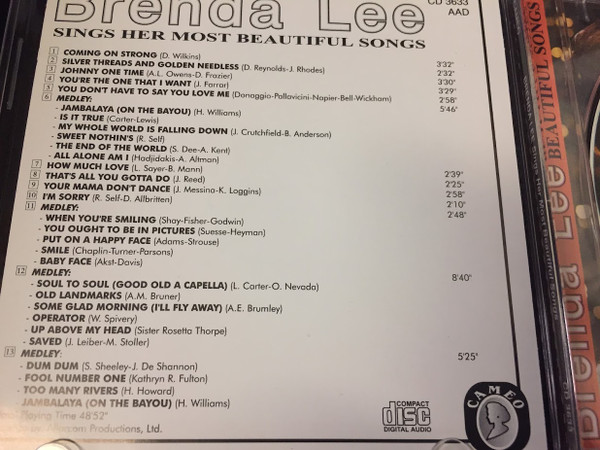 Brenda Lee
CD 3633
AAD
SINGS HER MOST BEAUTIFUL SONGS
1 COMING ON STRONG (D. Wilkins) 3'32"
2 SILVER THREADS AND GOLDEN NEEDLESS (D. Reynolds-J. Rhodes) 2'32"
3 JOHNNY ONE TIME (A.L. Owens-D. Frazier) 3'30"
4 YOU'RE THE ONE THAT I WANT (J. Farrar) 3'29"
5 YOU DON'T HAVE TO SAY YOU LOVE ME (Donaggio-Pallavicini-Napier-Bell-Wickham) 2'58"
6 MEDLEY: 5'46"
- JAMBALAYA (ON THE BAYOU) (H. Williams)
- IS IT TRUE (Carter-Lewis)
- MY WHOLE WORLD IS FALLING DOWN (J. Crutchfield-B. Anderson)
- SWEET NOTHIN'S (R. Self)
- THE END OF THE WORLD (S. Dee-A. Kent)
- ALL ALONE AM I (Hadjidakis-A. Altman)
7 HOW MUCH LOVE (L. Sayer-B. Mann) 2'39"
8 THAT'S ALL YOU GOTTA DO (J. Reed) 2'25"
9 YOUR MAMA DON'T DANCE (J. Messina-K. Loggins) 2'58"
10 I'M SORRY (R. Self-D. Allbritten) 2'10"
11 MEDLEY: 2'48"
- WHEN YOU'RE SMILING (Shay-Fisher-Godwin)
- YOU OUGHT TO BE IN PICTURES (Suesse-Heyman)
- PUT ON A HAPPY FACE (Adams-Strouse)
- SMILE (Chaplin-Turner-Parsons)
- BABY FACE (Akst-Davis)
12 MEDLEY: 8'40"
- SOUL TO SOUL (GOOD OLD A CAPELLA) (L. Carter-O. Nevada)
- OLD LANDMARKS (A.M. Bruner)
- SOME GLAD MORNING (I'LL FLY AWAY) (A.E. Brumley)
- OPERATOR (W. Spivery)
- UP ABOVE MY HEAD (Sister Rosetta Thorpe)
- SAVED (J. Leiber-M. Stoller)
13 MEDLEY: 5'25"
- DUM DUM (S. Sheeley-J. De Shannon)
- FOOL NUMBER ONE (Kathryn R. Fulton)
- TOO MANY RIVERS (H. Howard)
- JAMBALAYA (ON THE BAYOU) (H. Williams)
Playing Time 48'52"
Productions, Ltd.
COMPACT
disc
DIGITAL AUDIO
CAMEO
Brenda Lee
BEAUTIFUL SONGS